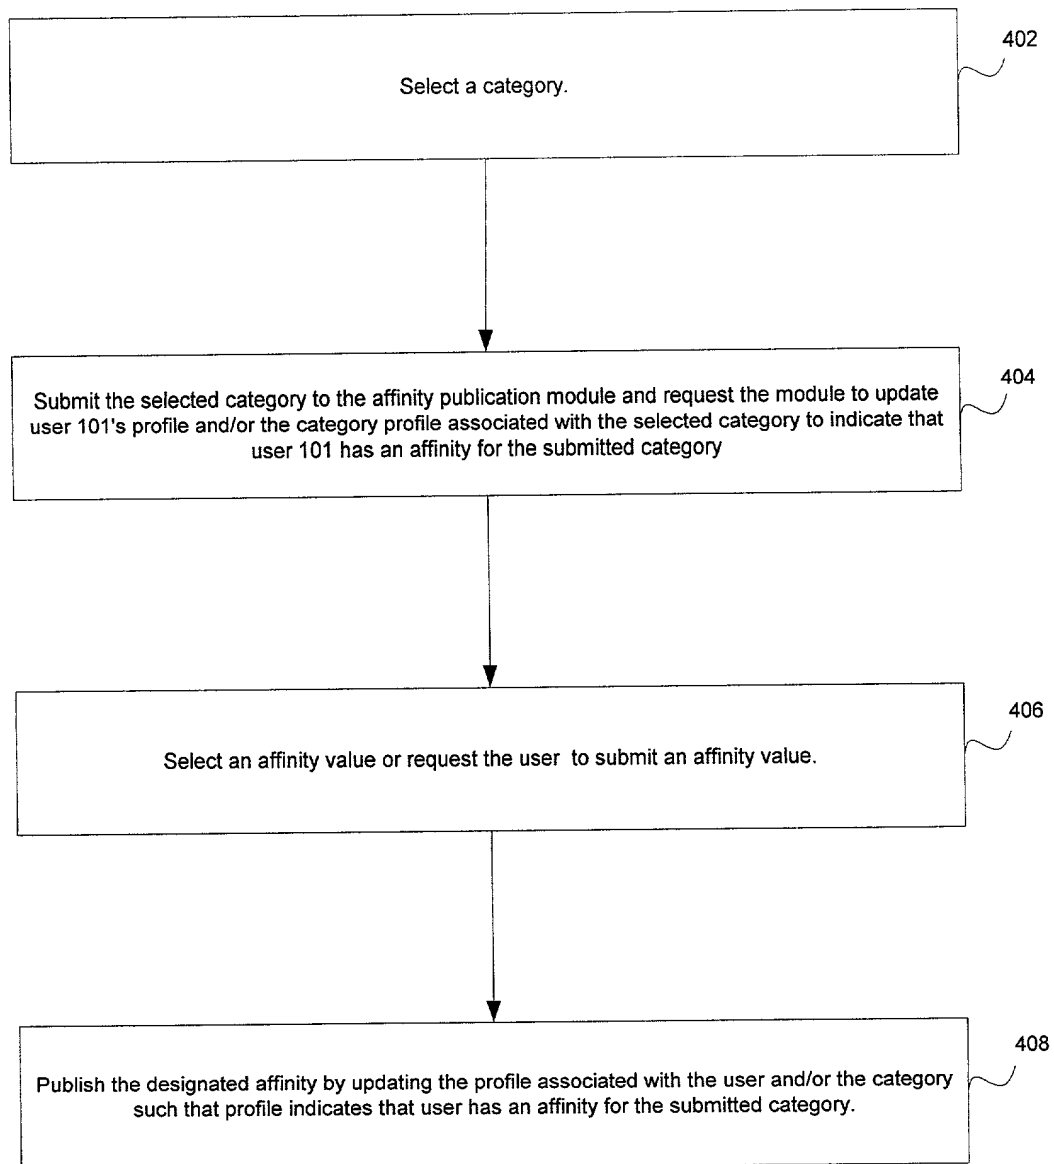 402
Select a category.
404
Submit the selected category to the affinity publication module and request the module to update
user 101's profile and/or the category profile associated with the selected category to indicate that
user 101 has an affinity for the submitted category
406
Select an affinity value or request the user to submit an affinity value.
408
Publish the designated affinity by updating the profile associated with the user and/or the category
such that profile indicates that user has an affinity for the submitted category.